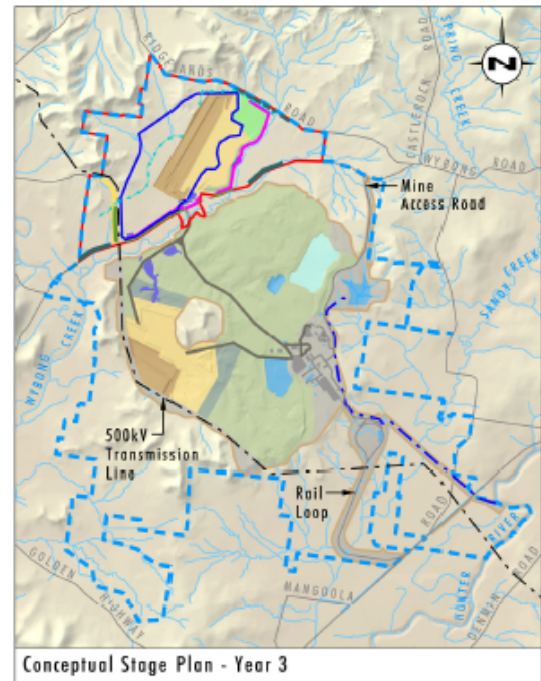 RIDGELANDS
ROAD
CASTLEROCK ROAD
SPRING CREEK
N
WYBONG ROAD
Mine
Access Road
SANDY CREEK
WYBONG CREEK
500kV
Transmission
Line
Rail
Loop
ROAD
HUNTER RIVER
MANGOOLA
DENMAN ROAD
GOLDEN HIGHWAY
Conceptual Stage Plan - Year 3